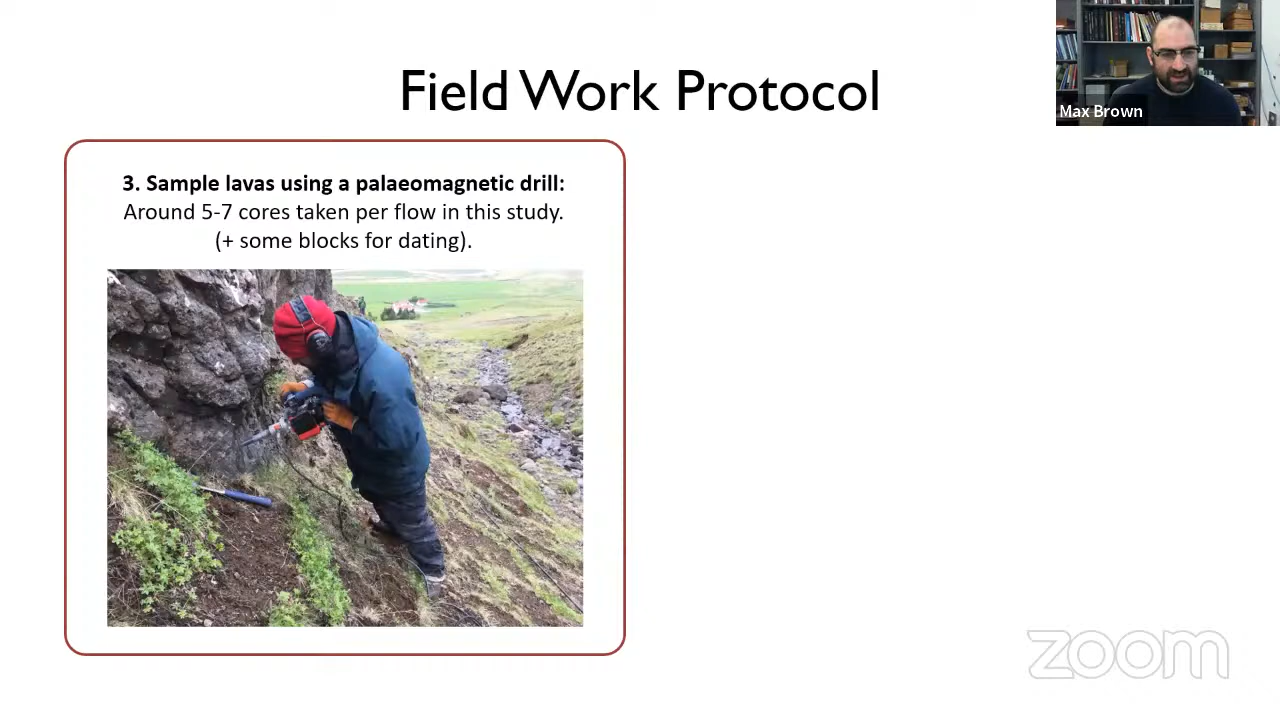 Field Work Protocol
Max Brown
3. Sample lavas using a palaeomagnetic drill:
Around 5-7 cores taken per flow in this study.
(+ some blocks for dating).
zoom